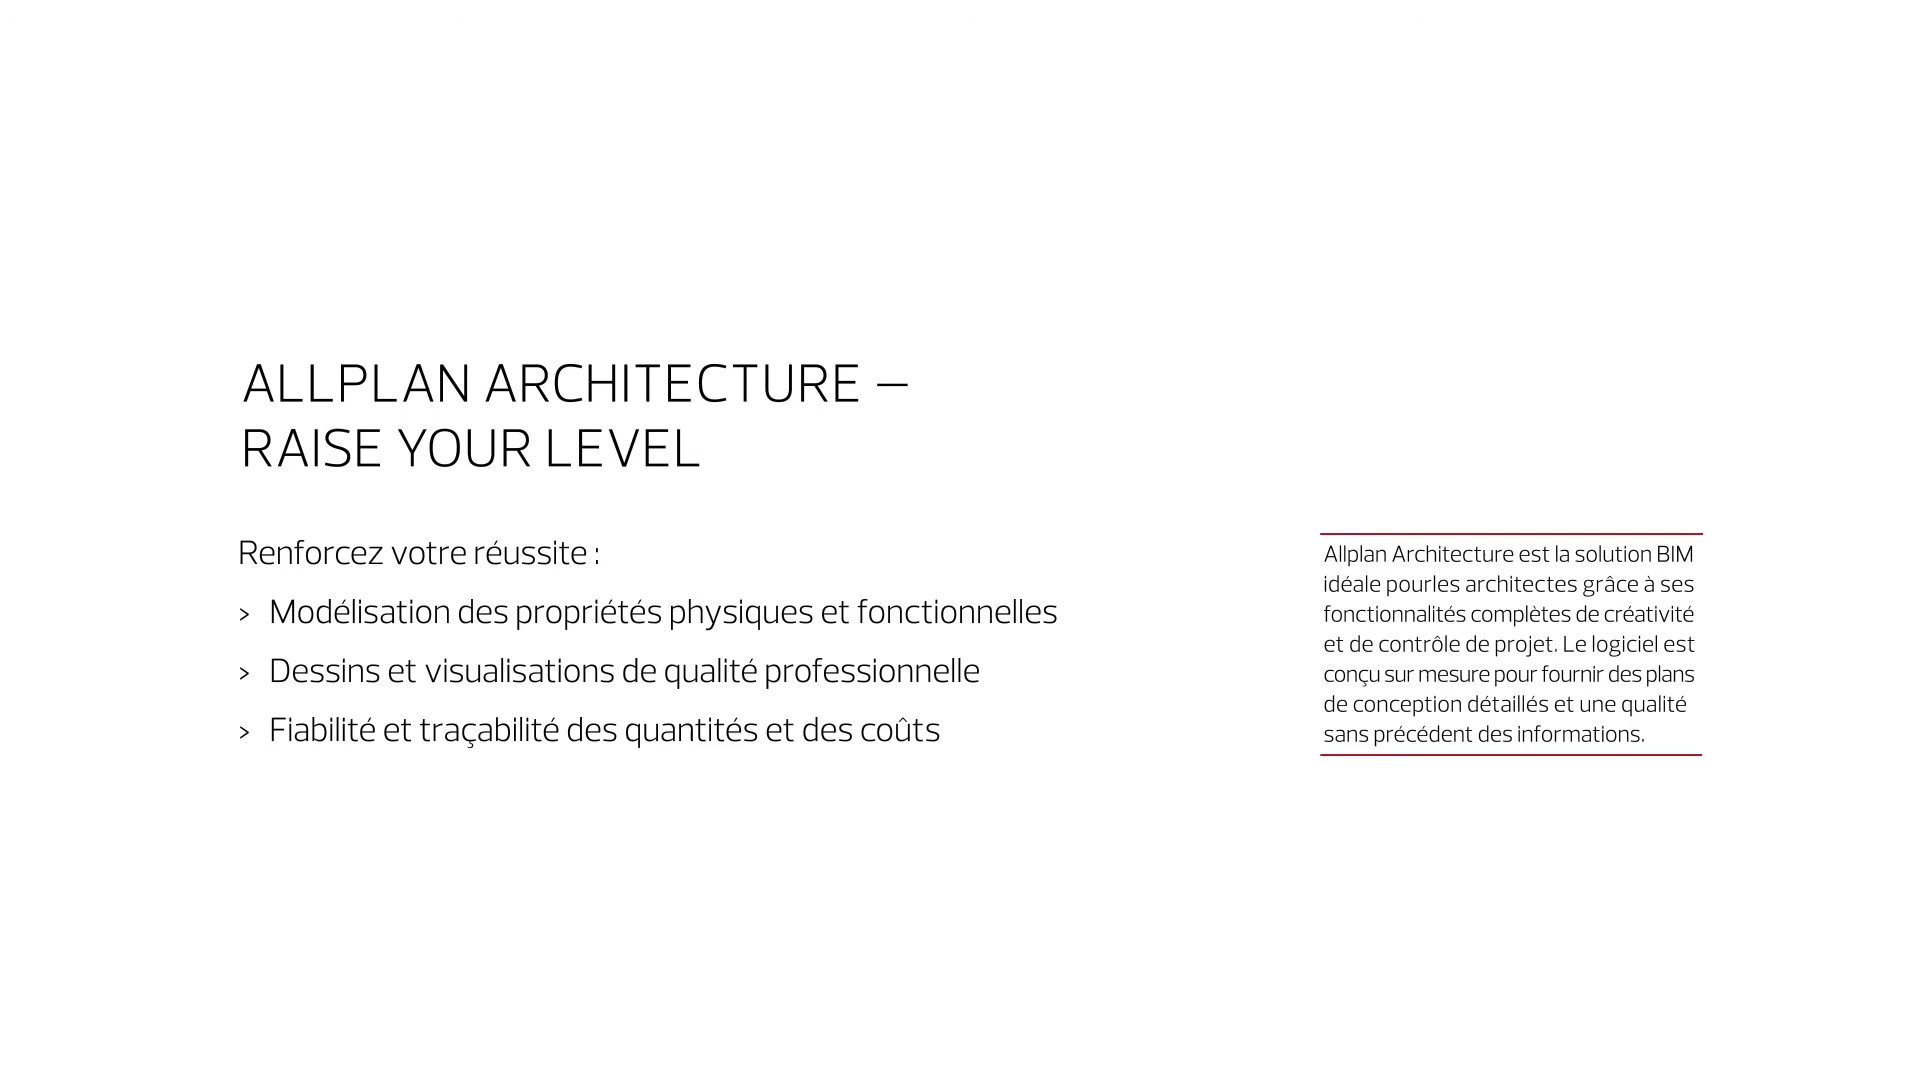 ALLPLAN ARCHITECTURE –
RAISE YOUR LEVEL
Renforcez votre réussite :
> Modélisation des propriétés physiques et fonctionnelles
> Dessins et visualisations de qualité professionnelle
> Fiabilité et traçabilité des quantités et des coûts
Allplan Architecture est la solution BIM
idéale pourles architectes grâce à ses
fonctionnalités complètes de créativité
et de contrôle de projet. Le logiciel est
conçu sur mesure pour fournir des plans
de conception détaillés et une qualité
sans précédent des informations.